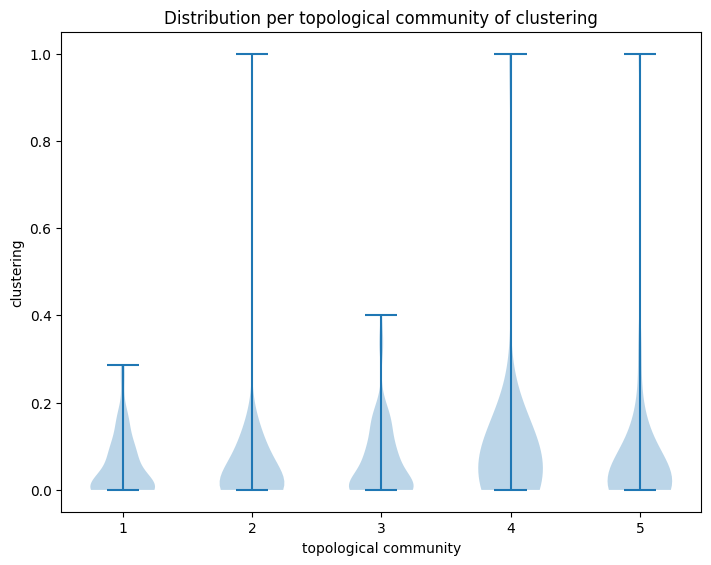 Distribution per topological community of clustering
1.0
0.8
0.6
0.4
0.2
0.0
clustering
1 2 3 4 5
topological community